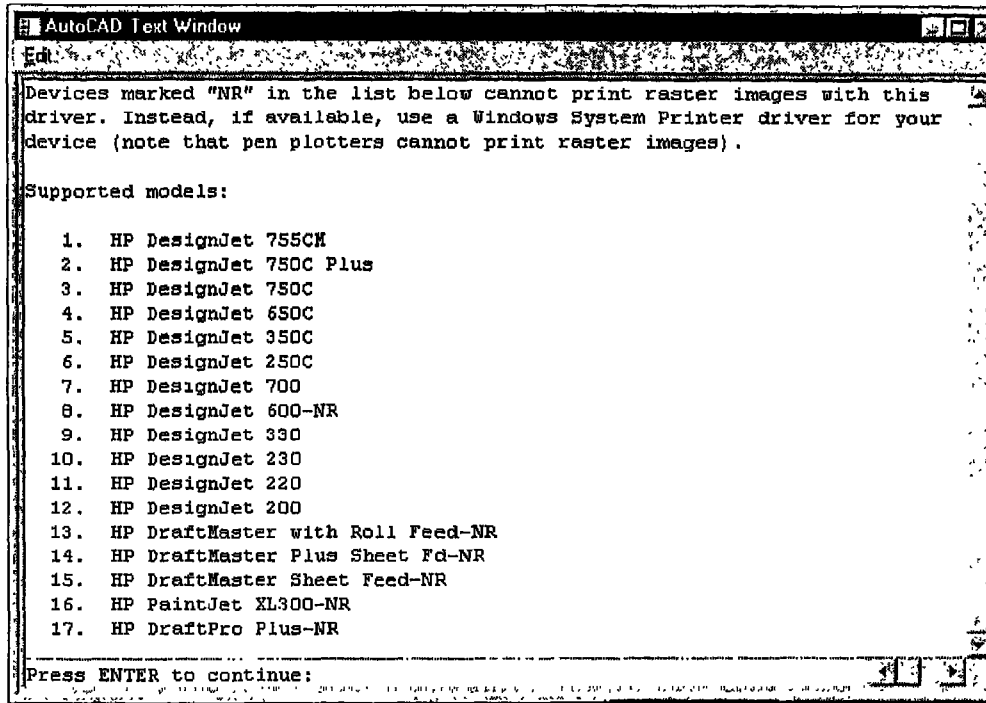 AutoCAD Text Window
Edit
Devices marked "NR" in the list below cannot print raster images with this
driver. Instead, if available, use a Windows System Printer driver for your
device (note that pen plotters cannot print raster images).
Supported models:
1. HP DesignJet 755CM
2. HP DesignJet 750C Plus
3. HP DesignJet 750C
4. HP DesignJet 650C
5. HP DesignJet 350C
6. HP DesignJet 250C
7. HP DesignJet 700
8. HP DesignJet 600-NR
9. HP DesignJet 330
10. HP DesignJet 230
11. HP DesignJet 220
12. HP DesignJet 200
13. HP DraftMaster with Roll Feed-NR
14. HP DraftMaster Plus Sheet Fd-NR
15. HP DraftMaster Sheet Feed-NR
16. HP PaintJet XL300-NR
17. HP DraftPro Plus-NR
Press ENTER to continue: